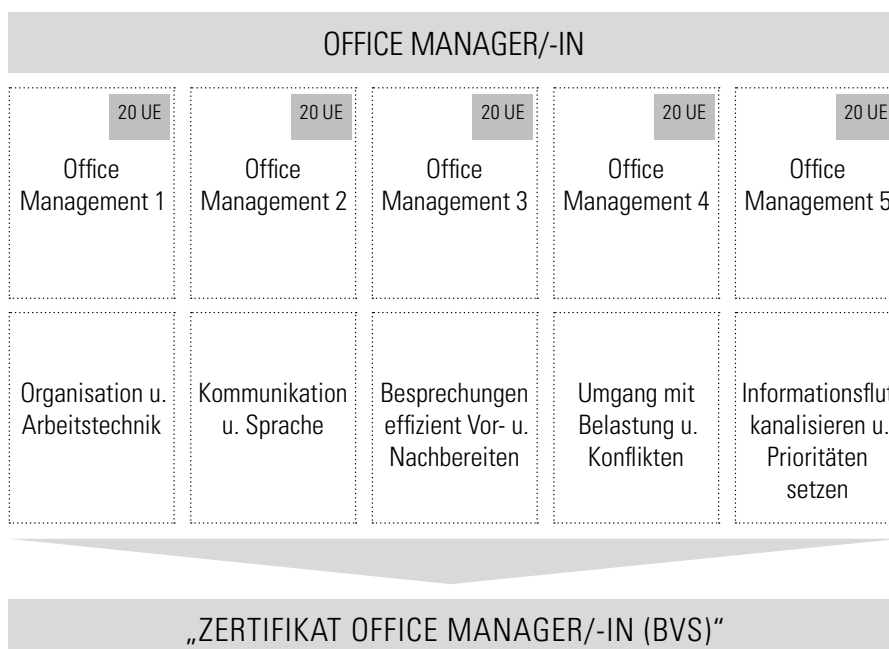 OFFICE MANAGER/-IN
20 UE
Office
Management 1
20 UE
Office
Management 2
20 UE
Office
Management 3
20 UE
Office
Management 4
20 UE
Office
Management 5
Organisation u.
Arbeitstechnik
Kommunikation
u. Sprache
Besprechungen
effizient Vor- u.
Nachbereiten
Umgang mit
Belastung u.
Konflikten
Informationsflut
kanalisieren u.
Prioritäten
setzen
„ZERTIFIKAT OFFICE MANAGER/-IN (BVS)“